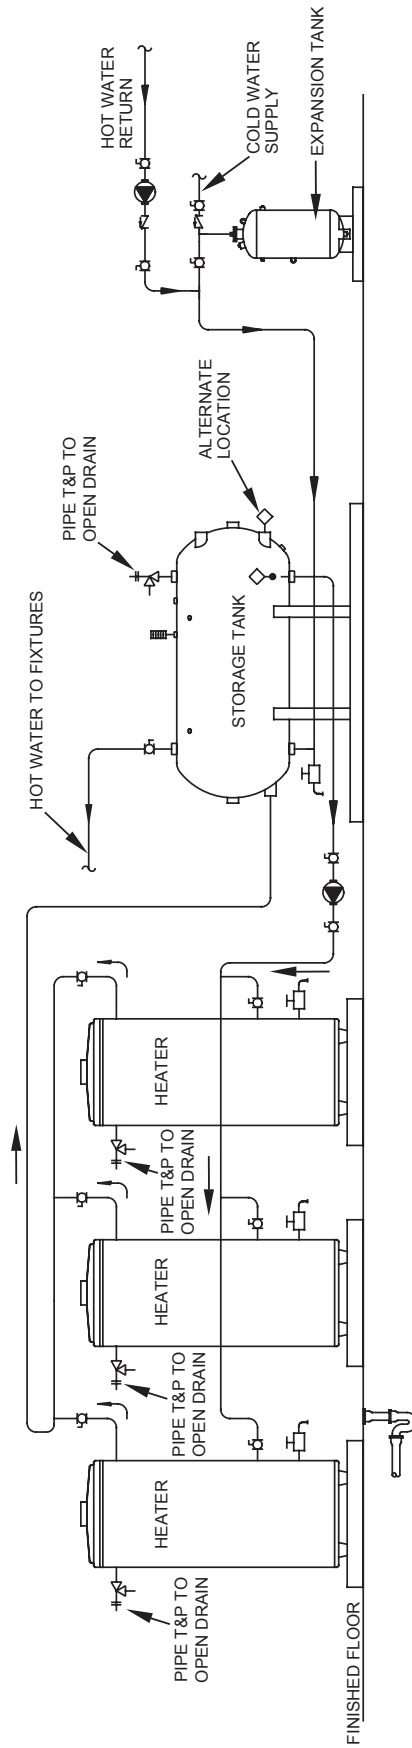 HOT WATER
RETURN
COLD WATER
SUPPLY
EXPANSION TANK
PIPE T&P TO
OPEN DRAIN
ALTERNATE
LOCATION
HOT WATER TO FIXTURES
STORAGE TANK
HEATER
PIPE T&P TO
OPEN DRAIN
HEATER
PIPE T&P TO
OPEN DRAIN
HEATER
PIPE T&P TO
OPEN DRAIN
FINISHED FLOOR